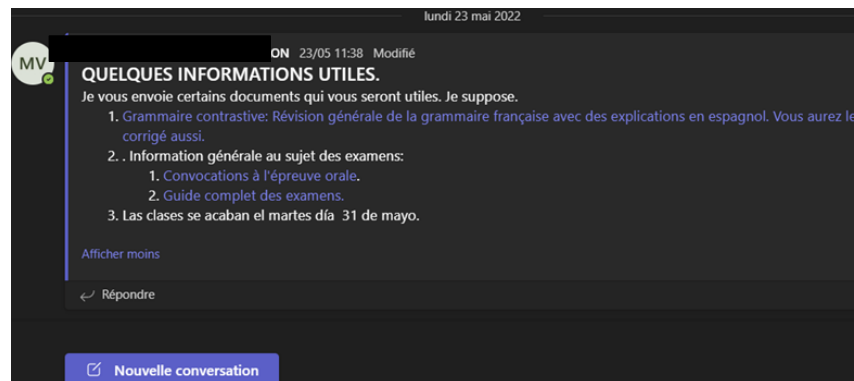 lundi 23 mai 2022
MV
ON 23/05 11:38 Modifié
QUELQUES INFORMATIONS UTILES.
Je vous envoie certains documents qui vous seront utiles. Je suppose.
1. Grammaire contrastive: Révision générale de la grammaire française avec des explications en espagnol. Vous aurez le
corrigé aussi.
2. . Information générale au sujet des examens:
1. Convocations à l'épreuve orale.
2. Guide complet des examens.
3. Las clases se acaban el martes día 31 de mayo.
Afficher moins
Répondre
Nouvelle conversation